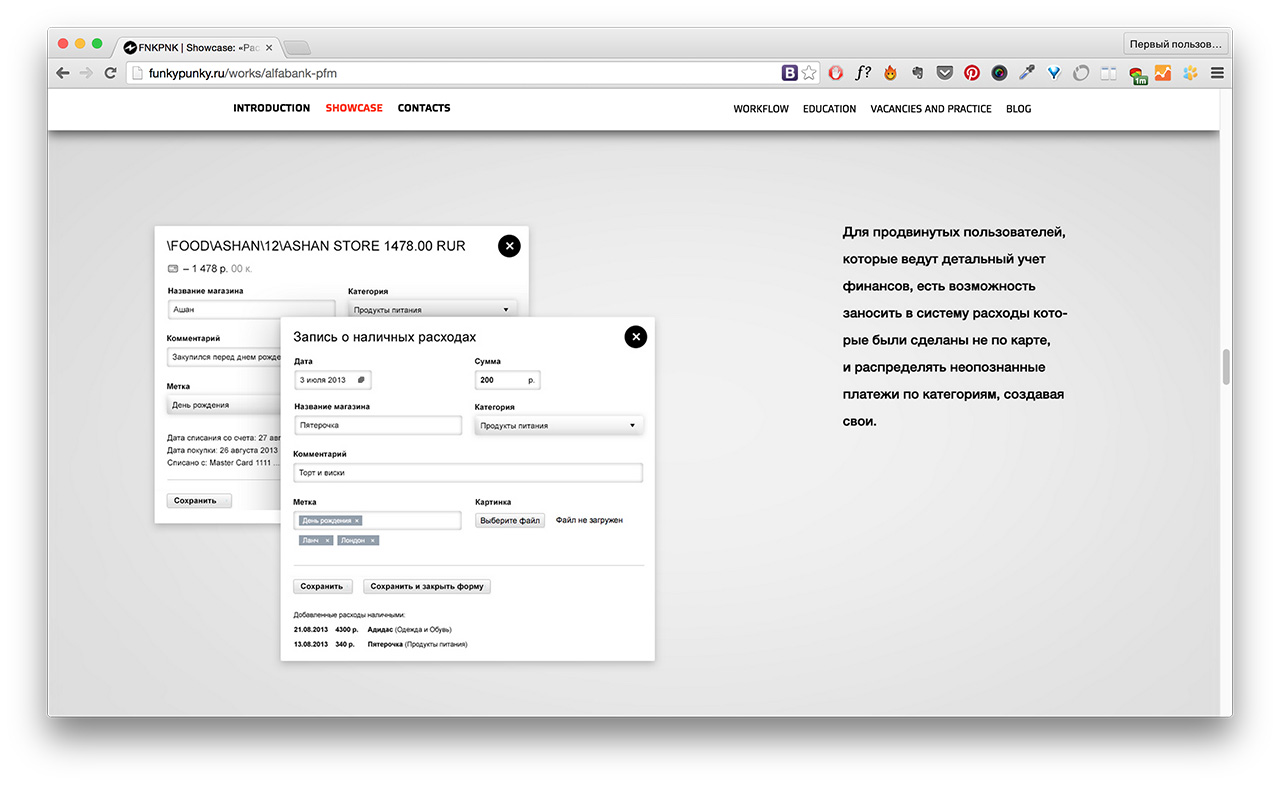 FNKPNK | Showcase: «Рас
Первый пользов…
funkypunky.ru/works/alfabank-pfm
1m
INTRODUCTION SHOWCASE CONTACTS
WORKFLOW EDUCATION VACANCIES AND PRACTICE BLOG
\FOOD\ASHAN\12\ASHAN STORE 1478.00 RUR
– 1 478 р. 00 к.
Название магазина Категория
Ашан Продукты питания
Комментарий
Закупился перед днем рожде
Метка
День рождения
Дата списания со счета: 27 авг
Дата покупки: 26 августа 2013
Списано с: Master Card 1111 ...
Сохранить
Запись о наличных расходах
Дата Сумма
3 июля 2013 200 р.
Название магазина Категория
Пятерочка Продукты питания
Комментарий
Торт и виски
Метка Картинка
День рождения × Выберите файл Файл не загружен
Ланч × Лондон ×
Сохранить Сохранить и закрыть форму
Добавленные расходы наличными:
21.08.2013 4300 р. Адидас (Одежда и Обувь)
13.08.2013 340 р. Пятерочка (Продукты питания)
Для продвинутых пользователей,
которые ведут детальный учет
финансов, есть возможность
заносить в систему расходы кото-
рые были сделаны не по карте,
и распределять неопознанные
платежи по категориям, создавая
свои.